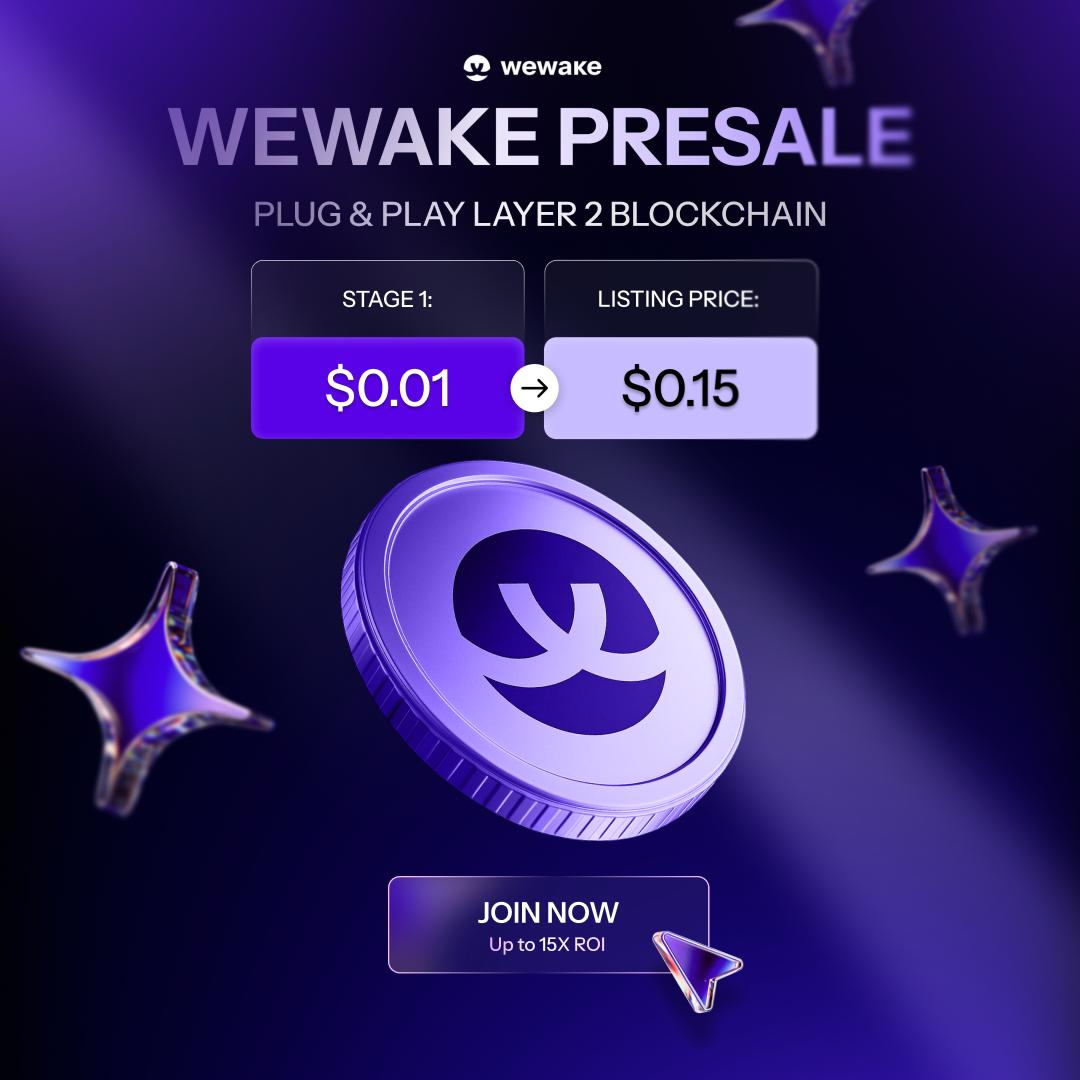 wewake
WEWAKE PRESALE
PLUG & PLAY LAYER 2 BLOCKCHAIN
STAGE 1:
$0.01
LISTING PRICE:
$0.15
JOIN NOW
Up to 15X ROI